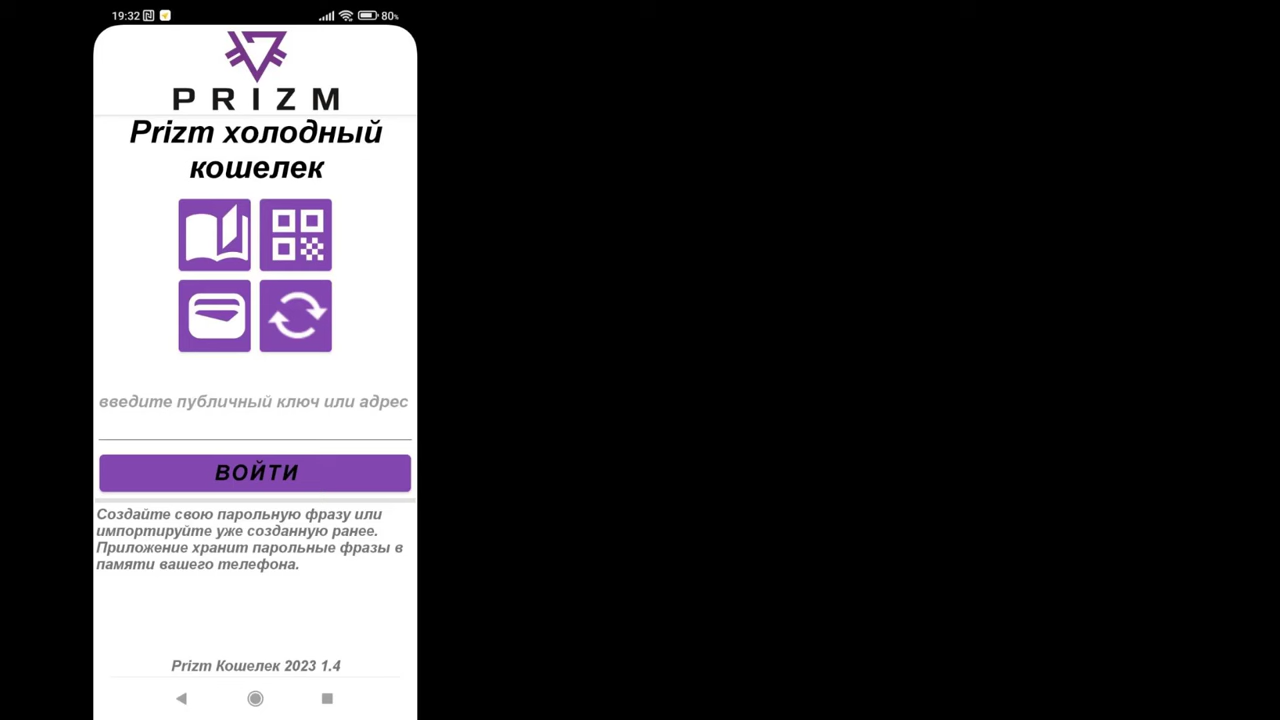 19:32
80%
PRIZM
Prizm холодный
кошелек
введите публичный ключ или адрес
ВОЙТИ
Создайте свою парольную фразу или
импортируйте уже созданную ранее.
Приложение хранит парольные фразы в
памяти вашего телефона.
Prizm Кошелек 2023 1.4